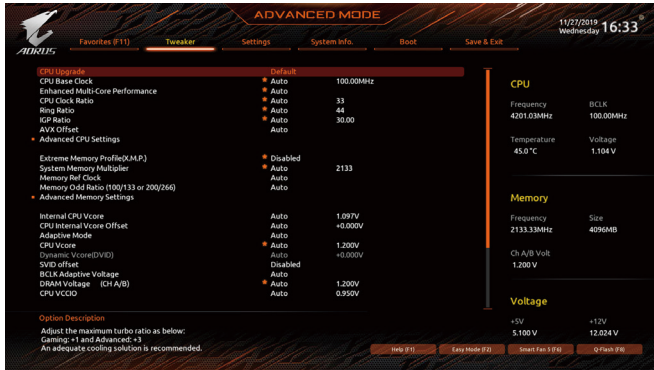 ADVANCED MODE
11/27/2019 Wednesday 16:33
AORUS
Favorites (F11) Tweaker Settings System Info. Boot Save & Exit
CPU Upgrade Default
CPU Base Clock Auto 100.00MHz
Enhanced Multi-Core Performance Auto
CPU Clock Ratio Auto 33
Ring Ratio Auto 44
IGP Ratio Auto 30.00
AVX Offset Auto
Advanced CPU Settings
Extreme Memory Profile(X.M.P.) Disabled
System Memory Multiplier Auto 2133
Memory Ref Clock Auto
Memory Odd Ratio (100/133 or 200/266) Auto
Advanced Memory Settings
Internal CPU Vcore Auto 1.097V
CPU Internal Vcore Offset Auto +0.000V
Adaptive Mode Auto
CPU Vcore Auto 1.200V
Dynamic Vcore(DVID) Auto +0.000V
SVID offset Disabled
BCLK Adaptive Voltage Auto
DRAM Voltage (CH A/B) Auto 1.200V
CPU VCCIO Auto 0.950V
CPU
Frequency BCLK
4201.03MHz 100.00MHz
Temperature Voltage
45.0 °C 1.104 V
Memory
Frequency Size
2133.33MHz 4096MB
Ch A/B Volt
1.200 V
Voltage
+5V +12V
5.100 V 12.024 V
Option Description
Adjust the maximum turbo ratio as below:
Gaming: +1 and Advanced: +3
An adequate cooling solution is recommended.
Help (F1) Easy Mode (F2) Smart Fan 5 (F6) Q-Flash (F8)